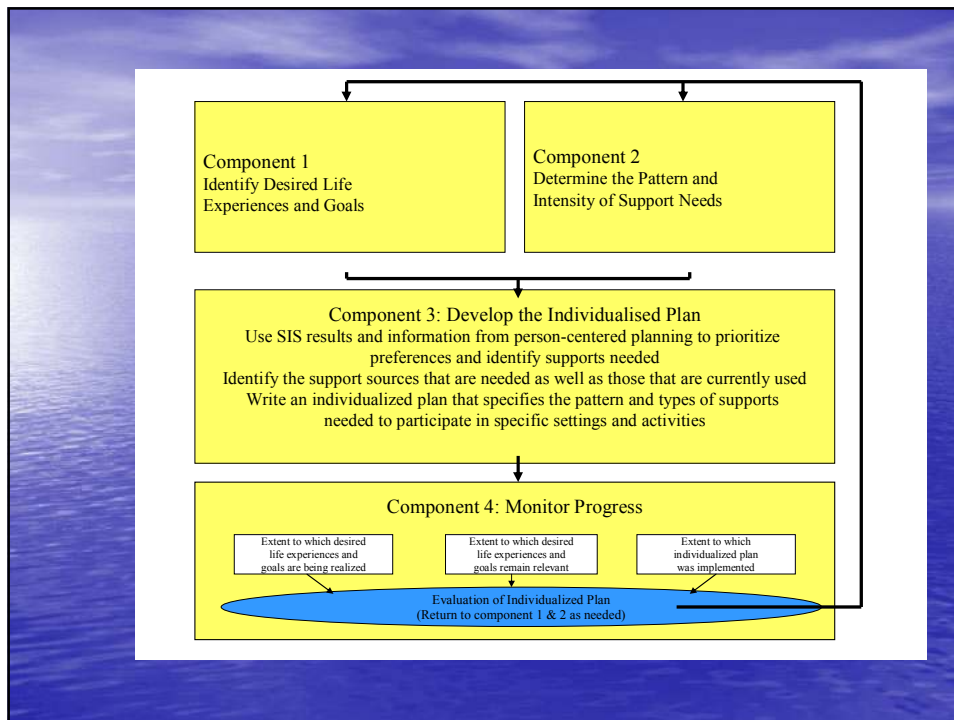 Component 1
Identify Desired Life
Experiences and Goals
Component 2
Determine the Pattern and
Intensity of Support Needs
Component 3: Develop the Individualised Plan
Use SIS results and information from person-centered planning to prioritize
preferences and identify supports needed
Identify the support sources that are needed as well as those that are currently used
Write an individualized plan that specifies the pattern and types of supports
needed to participate in specific settings and activities
Component 4: Monitor Progress
Extent to which desired
life experiences and
goals are being realized
Extent to which desired
life experiences and
goals remain relevant
Extent to which
individualized plan
was implemented
Evaluation of Individualized Plan
(Return to component 1 & 2 as needed)